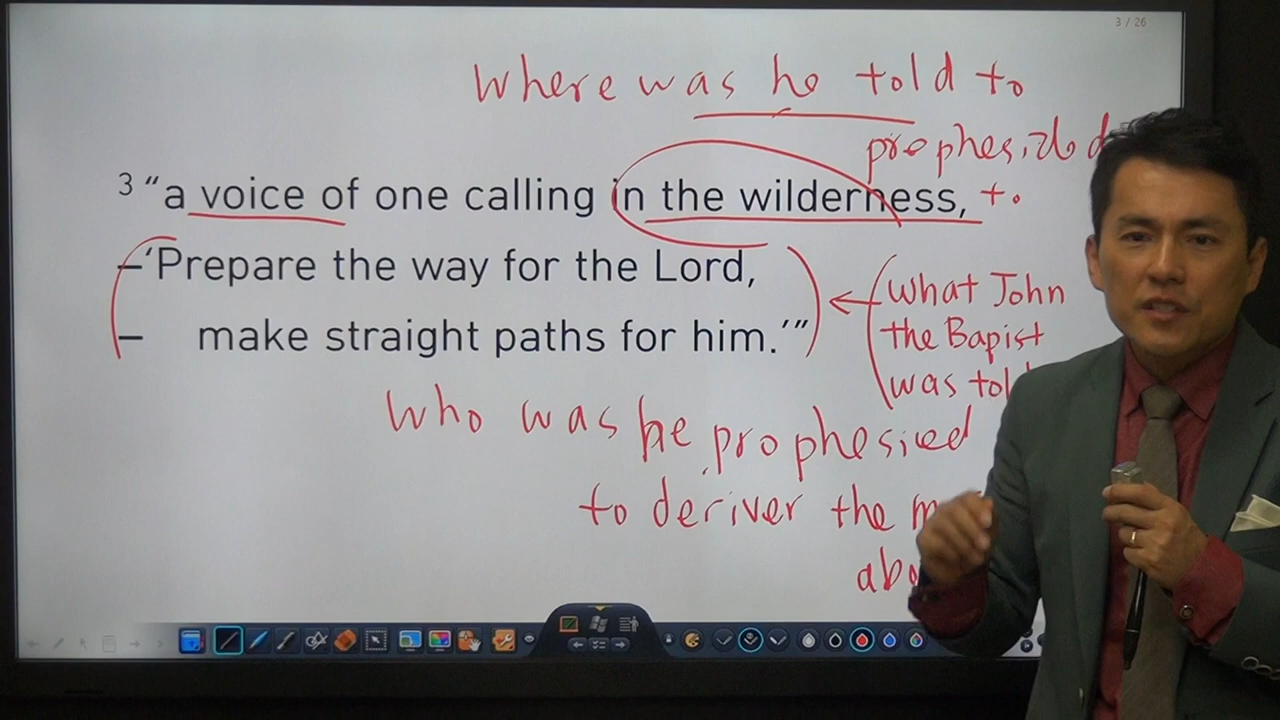 3 / 26
where was he told to
prophesied
3 “a voice of one calling in the wilderness, to
–‘Prepare the way for the Lord,
– make straight paths for him.’”
what John
the Bapist
was
who was he prophesied
to deriver the